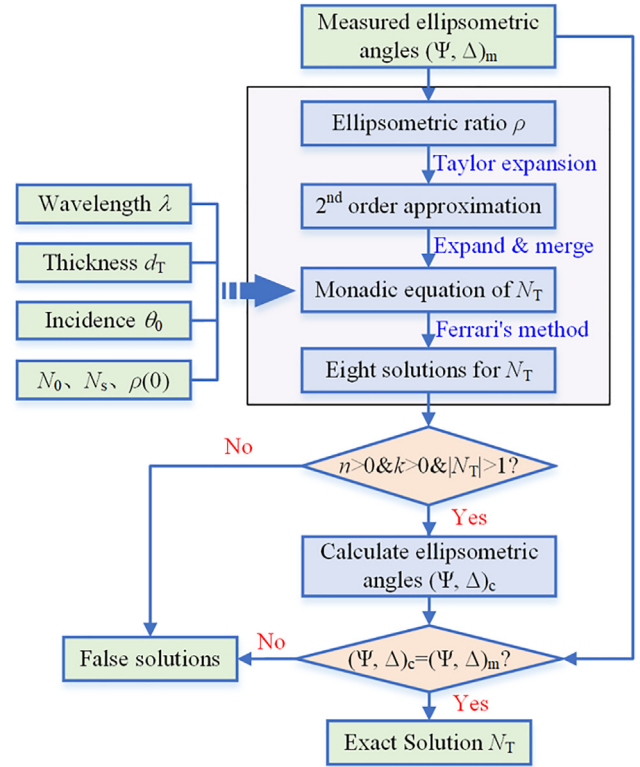 Measured ellipsometric
angles (Ψ, Δ)m
Ellipsometric ratio ρ
Taylor expansion
2nd order approximation
Expand & merge
Monadic equation of NT
Ferrari's method
Eight solutions for NT
Wavelength λ
Thickness dT
Incidence θ0
N0、Ns、ρ(0)
n>0&k>0&|NT|>1?
No
Yes
Calculate ellipsometric
angles (Ψ, Δ)c
(Ψ, Δ)c=(Ψ, Δ)m?
No
False solutions
Yes
Exact Solution NT